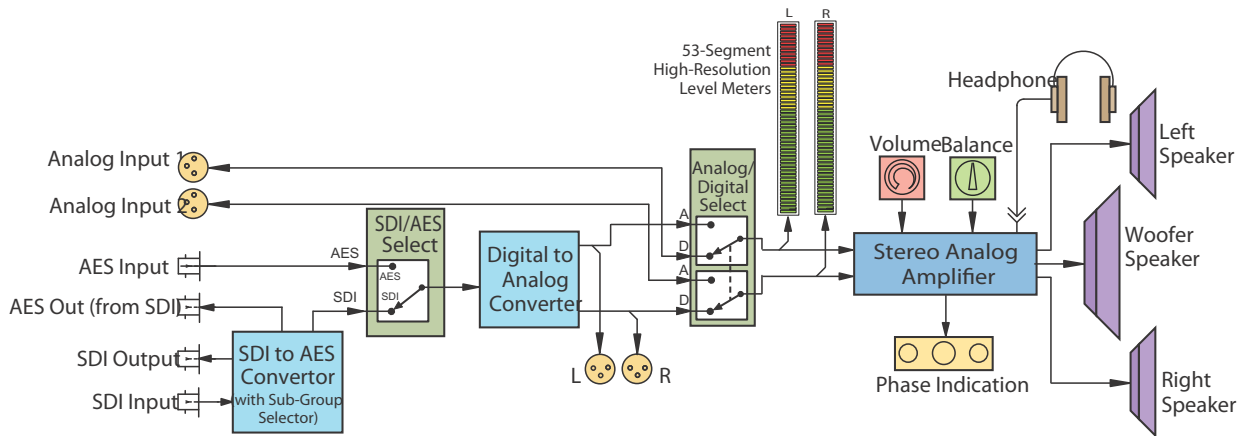 L
R
53-Segment
High-Resolution
Level Meters
Headphone
Left
Speaker
Analog Input 1
Analog Input 2
Analog/
Digital
Select
Volume
Balance
A
D
A
D
SDI/AES
Select
AES
AES
SDI
SDI
Digital to
Analog
Converter
Stereo Analog
Amplifier
Woofer
Speaker
AES Input
AES Out (from SDI)
SDI Output
SDI Input
SDI to AES
Convertor
(with Sub-Group
Selector)
L
R
Phase Indication
Right
Speaker